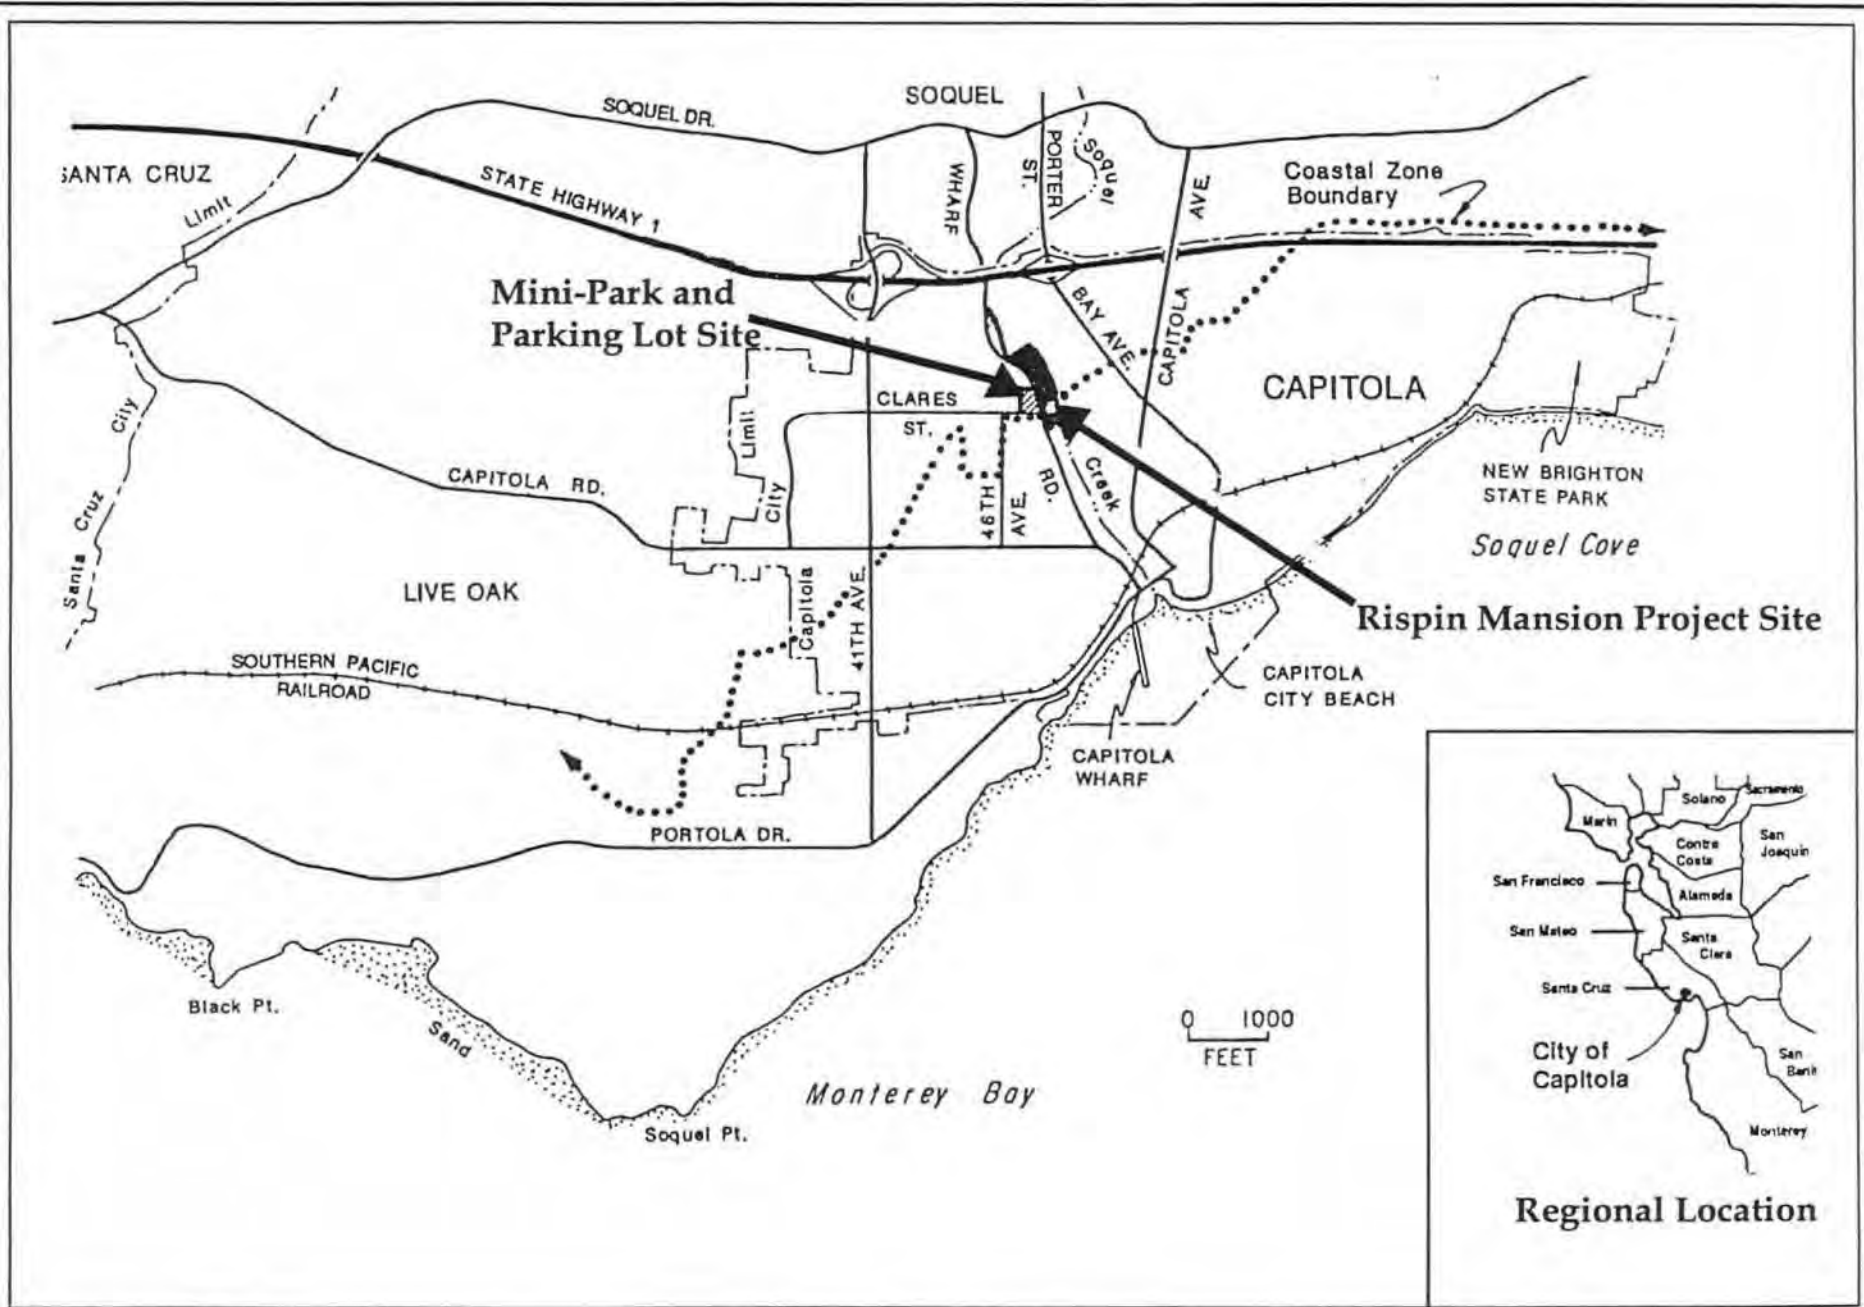 SOQUEL DR.
SOQUEL
SANTA CRUZ
Limit
STATE HIGHWAY 1
WHARF
PORTER
ST.
Soquel
AVE.
Coastal Zone
Boundary
Mini-Park and
Parking Lot Site
BAY AVE.
CAPITOLA
CAPITOLA
CLARES
ST.
Limit
City
City
Santa Cruz
CAPITOLA RD.
46TH
AVE.
RD.
Creek
NEW BRIGHTON
STATE PARK
Soquel Cove
LIVE OAK
Capitola
41TH AVE.
Rispin Mansion Project Site
SOUTHERN PACIFIC
RAILROAD
CAPITOLA
CITY BEACH
CAPITOLA
WHARF
PORTOLA DR.
Black Pt.
Sand
Soquel Pt.
Monterey Bay
0 1000
FEET
Solano
Sacramento
Marin
Contra
Costa
San
Joaquin
San Francisco
Alameda
San Mateo
Santa
Clara
Santa Cruz
City of
Capitola
San
Beni
Monterey
Regional Location